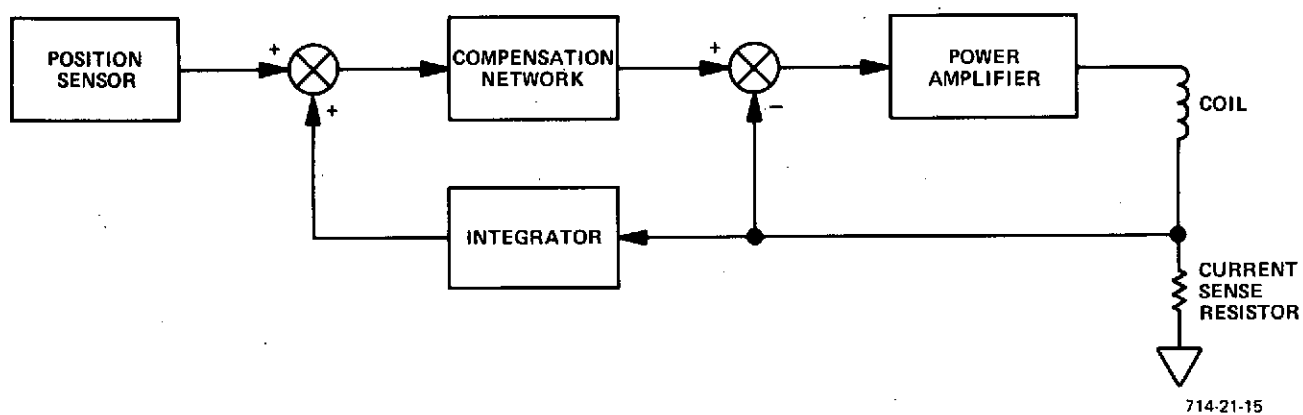 POSITION
SENSOR
+
+
COMPENSATION
NETWORK
+
−
POWER
AMPLIFIER
COIL
INTEGRATOR
CURRENT
SENSE
RESISTOR
714-21-15